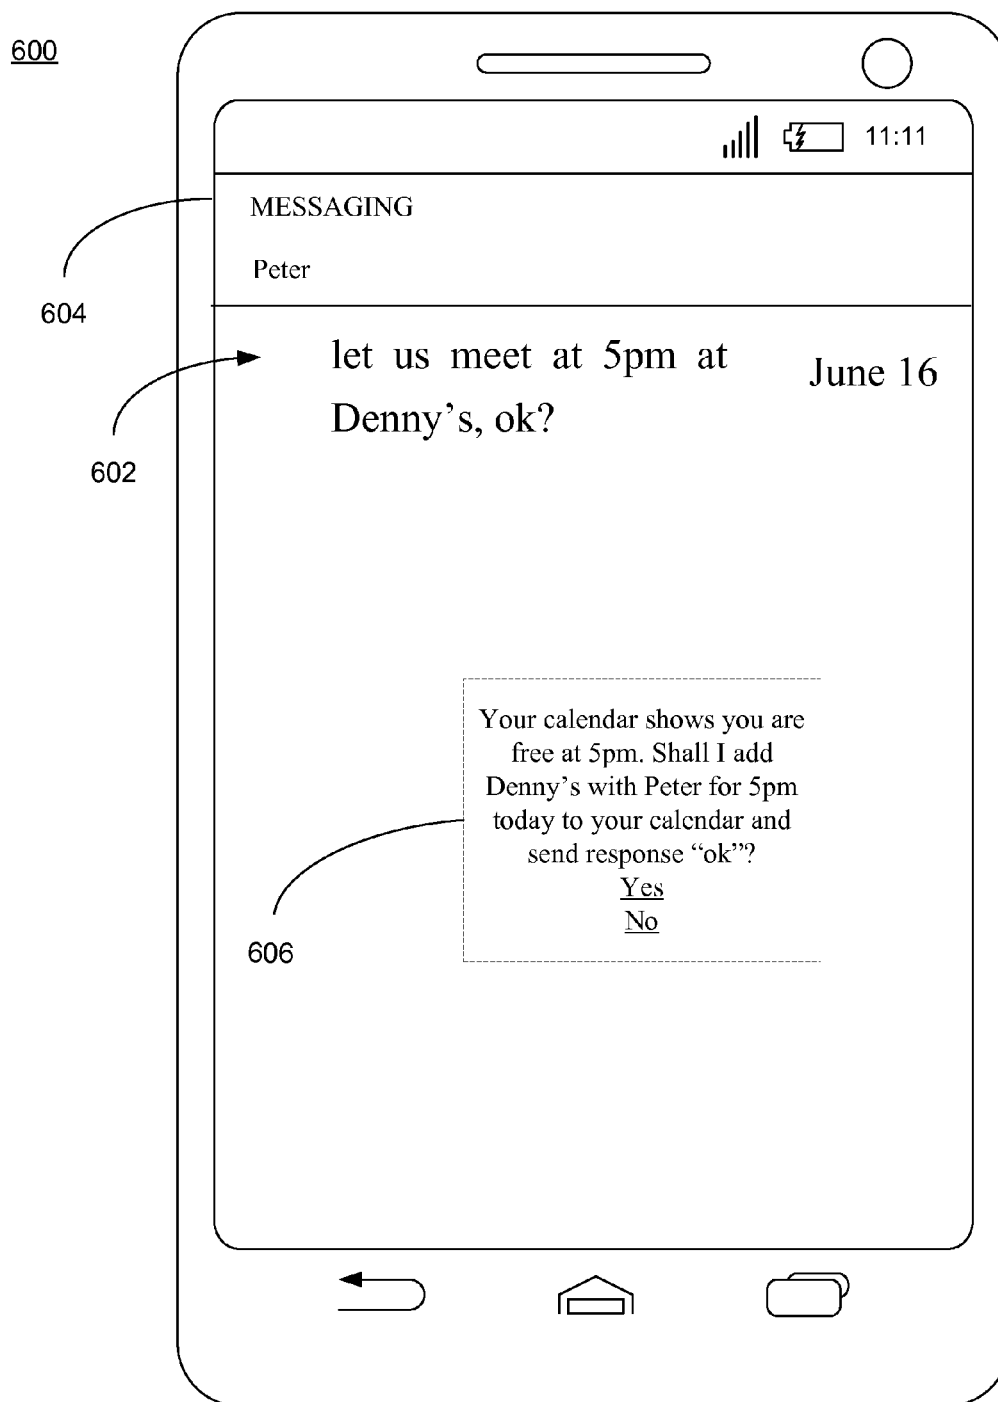 600
11:11
MESSAGING
Peter
604
let us meet at 5pm at
Denny’s, ok?
June 16
602
Your calendar shows you are
free at 5pm. Shall I add
Denny’s with Peter for 5pm
today to your calendar and
send response “ok”?
Yes
No
606